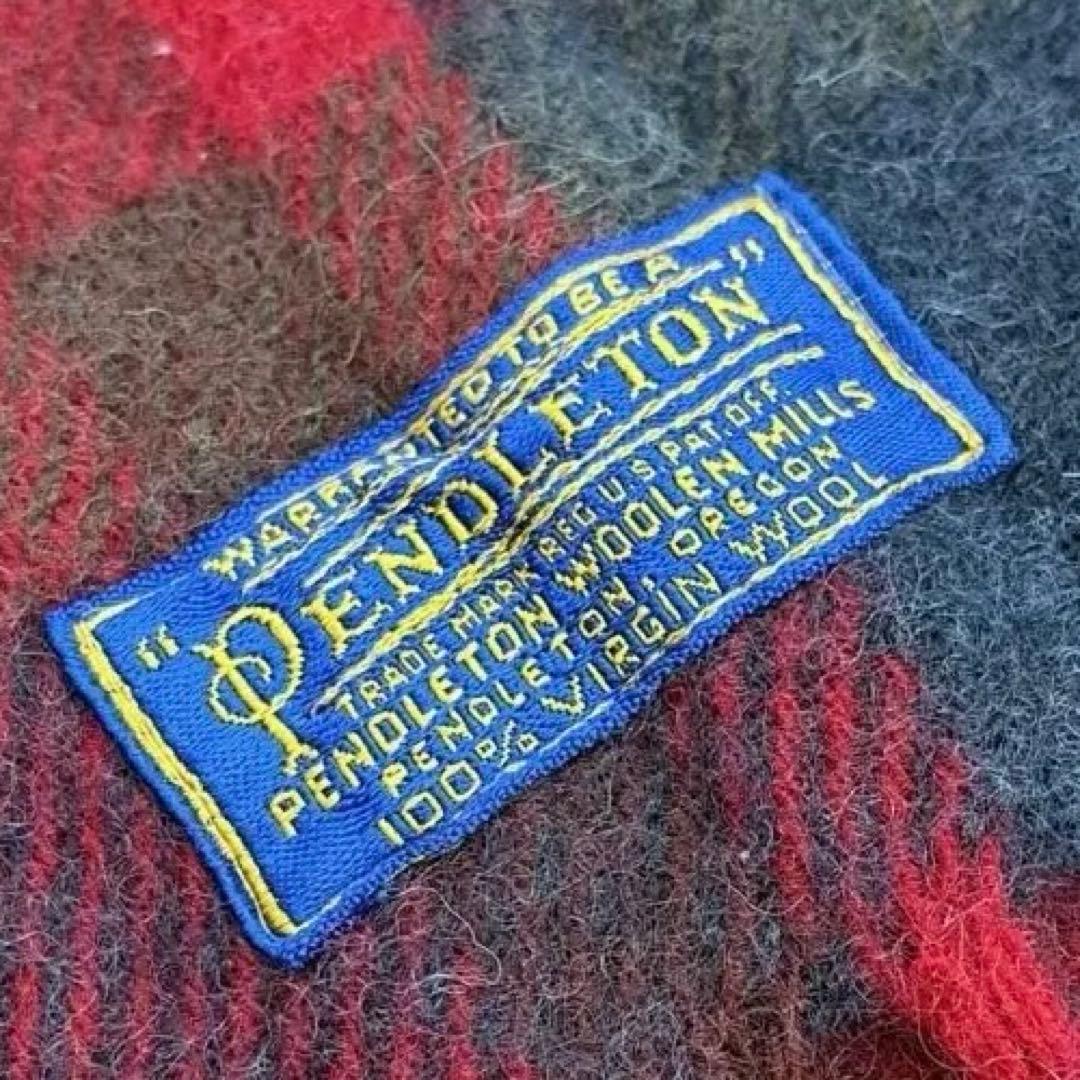 WARRANTED TO BE A
"PENDLETON"
TRADE MARK REG U S PAT. OFF.
PENDLETON WOOLEN MILLS
PENDLETON, OREGON
100% VIRGIN WOOL